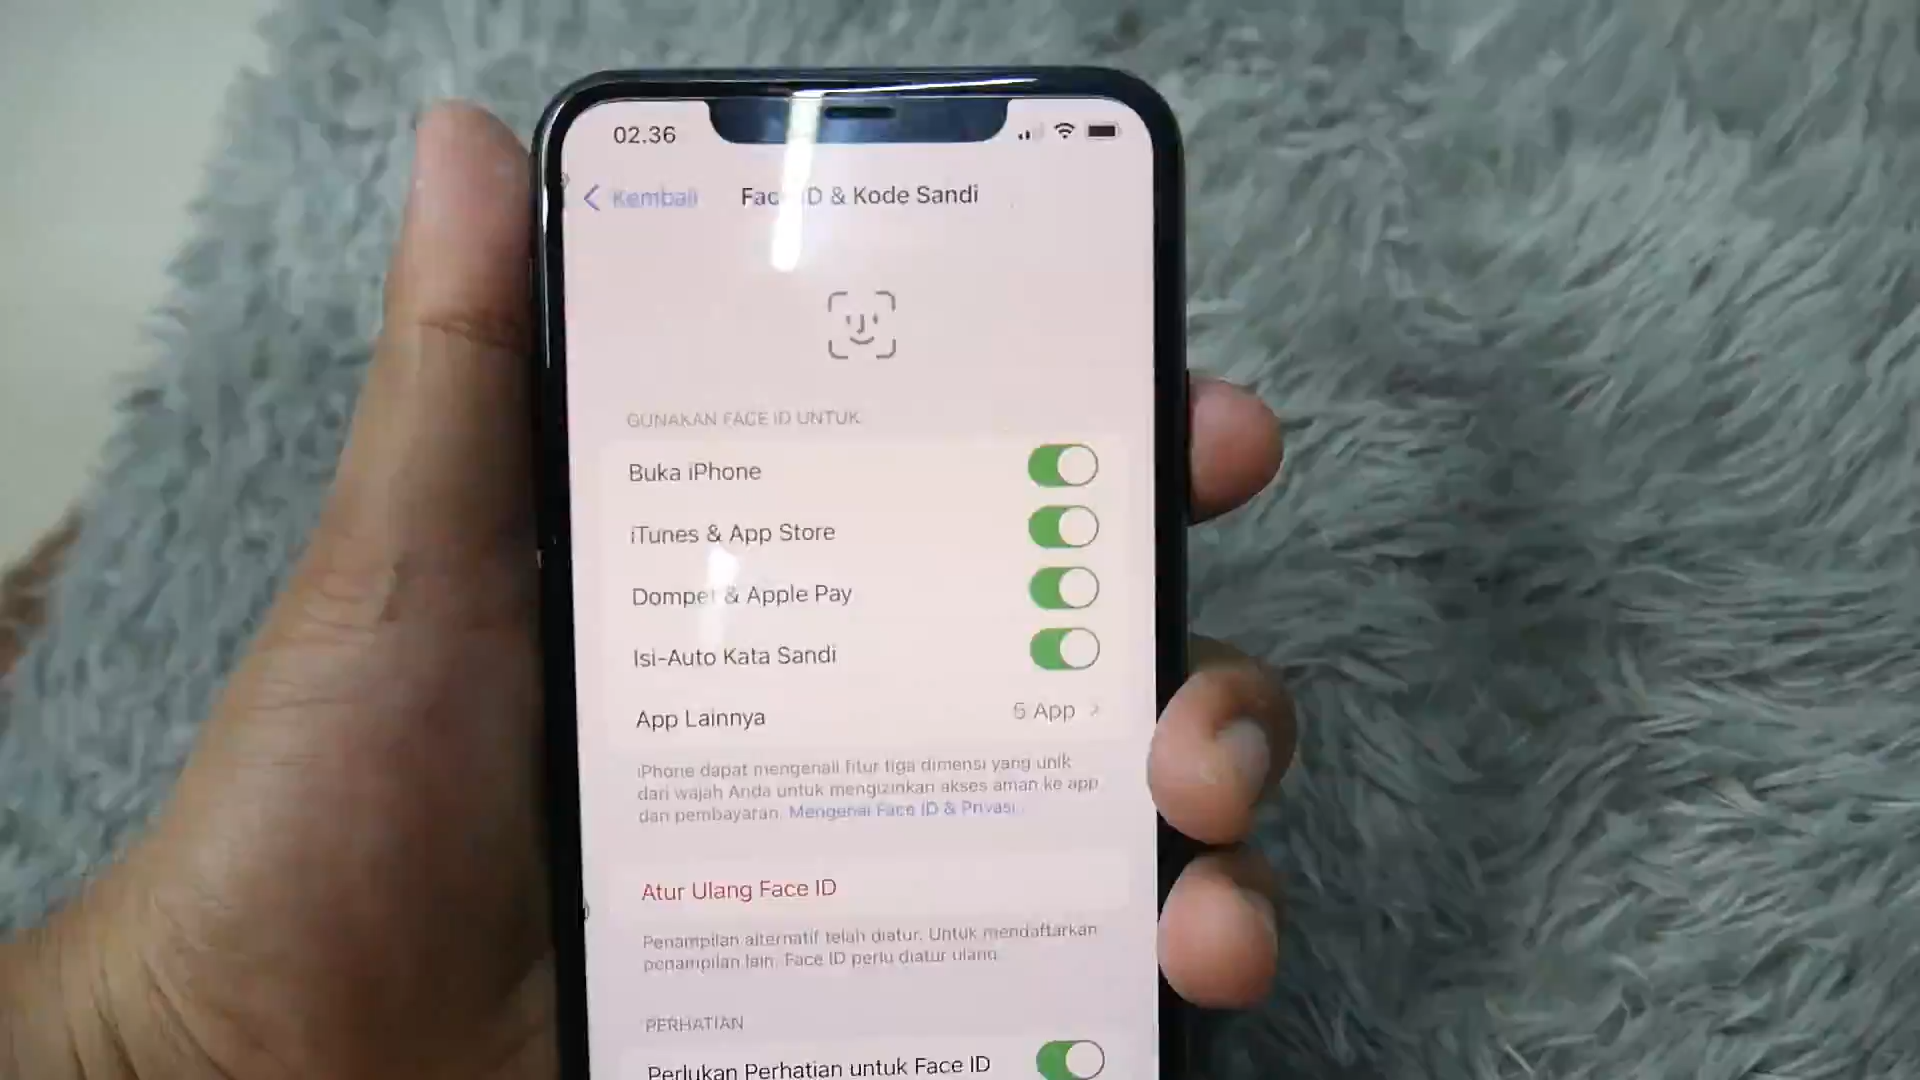 02.36
Kembali
Face ID & Kode Sandi
GUNAKAN FACE ID UNTUK
Buka iPhone
iTunes & App Store
Dompet & Apple Pay
Isi-Auto Kata Sandi
App Lainnya
5 App
iPhone dapat mengenali fitur tiga dimensi yang unik
dari wajah Anda untuk mengizinkan akses aman ke app
dan pembayaran. Mengenai Face ID & Privasi...
Atur Ulang Face ID
Penampilan alternatif telah diatur. Untuk mendaftarkan
penampilan lain, Face ID perlu diatur ulang.
PERHATIAN
Perlukan Perhatian untuk Face ID